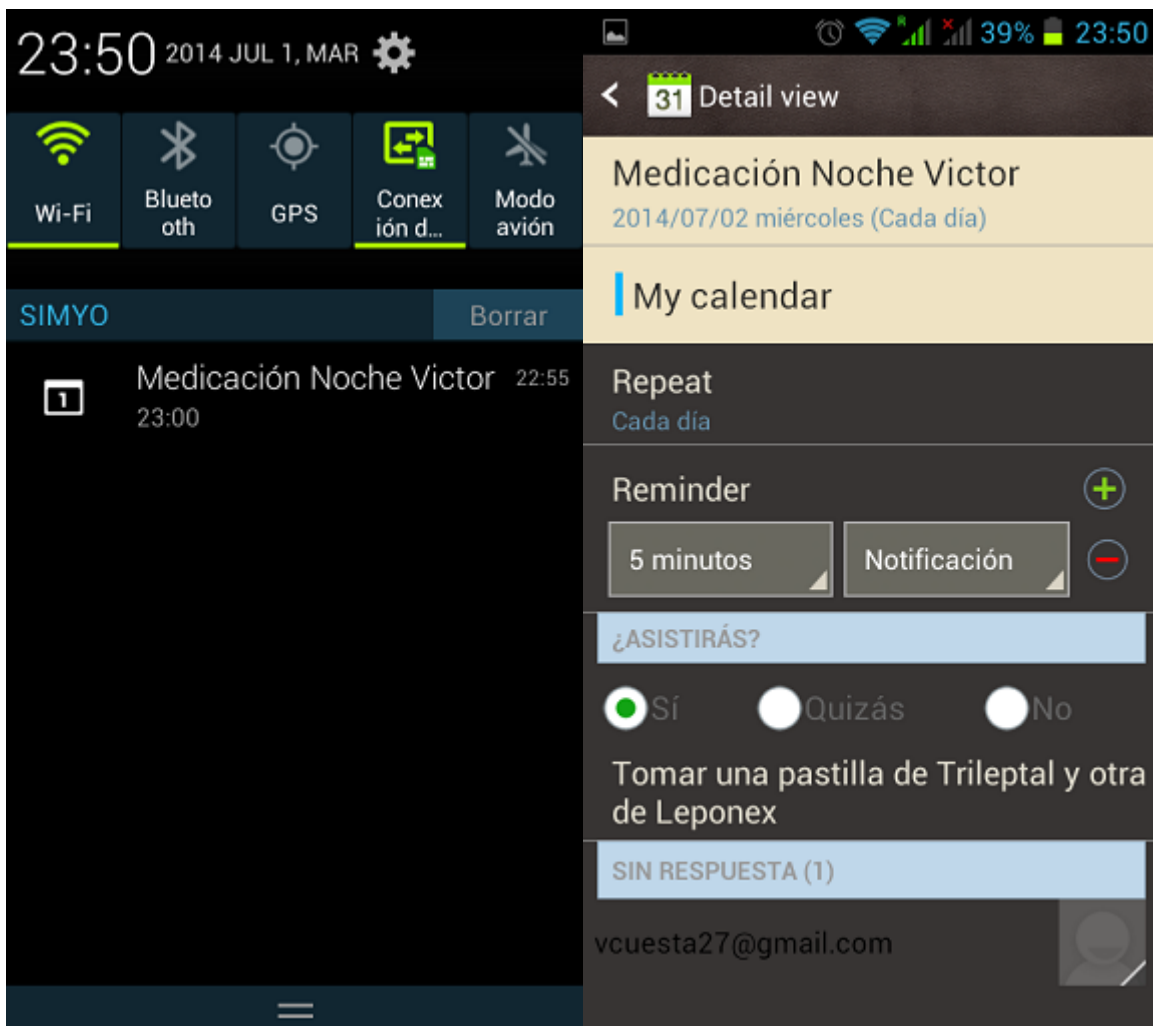 23:50 2014 JUL 1, MAR
Wi-Fi
Blueto
oth
GPS
Conex
ión d...
Modo
avión
SIMYO
Borrar
1
Medicación Noche Victor 22:55
23:00
R
39% 23:50
31 Detail view
Medicación Noche Victor
2014/07/02 miércoles (Cada día)
My calendar
Repeat
Cada día
Reminder
5 minutos
Notificación
¿ASISTIRÁS?
Sí
Quizás
No
Tomar una pastilla de Trileptal y otra
de Leponex
SIN RESPUESTA (1)
vcuesta27@gmail.com